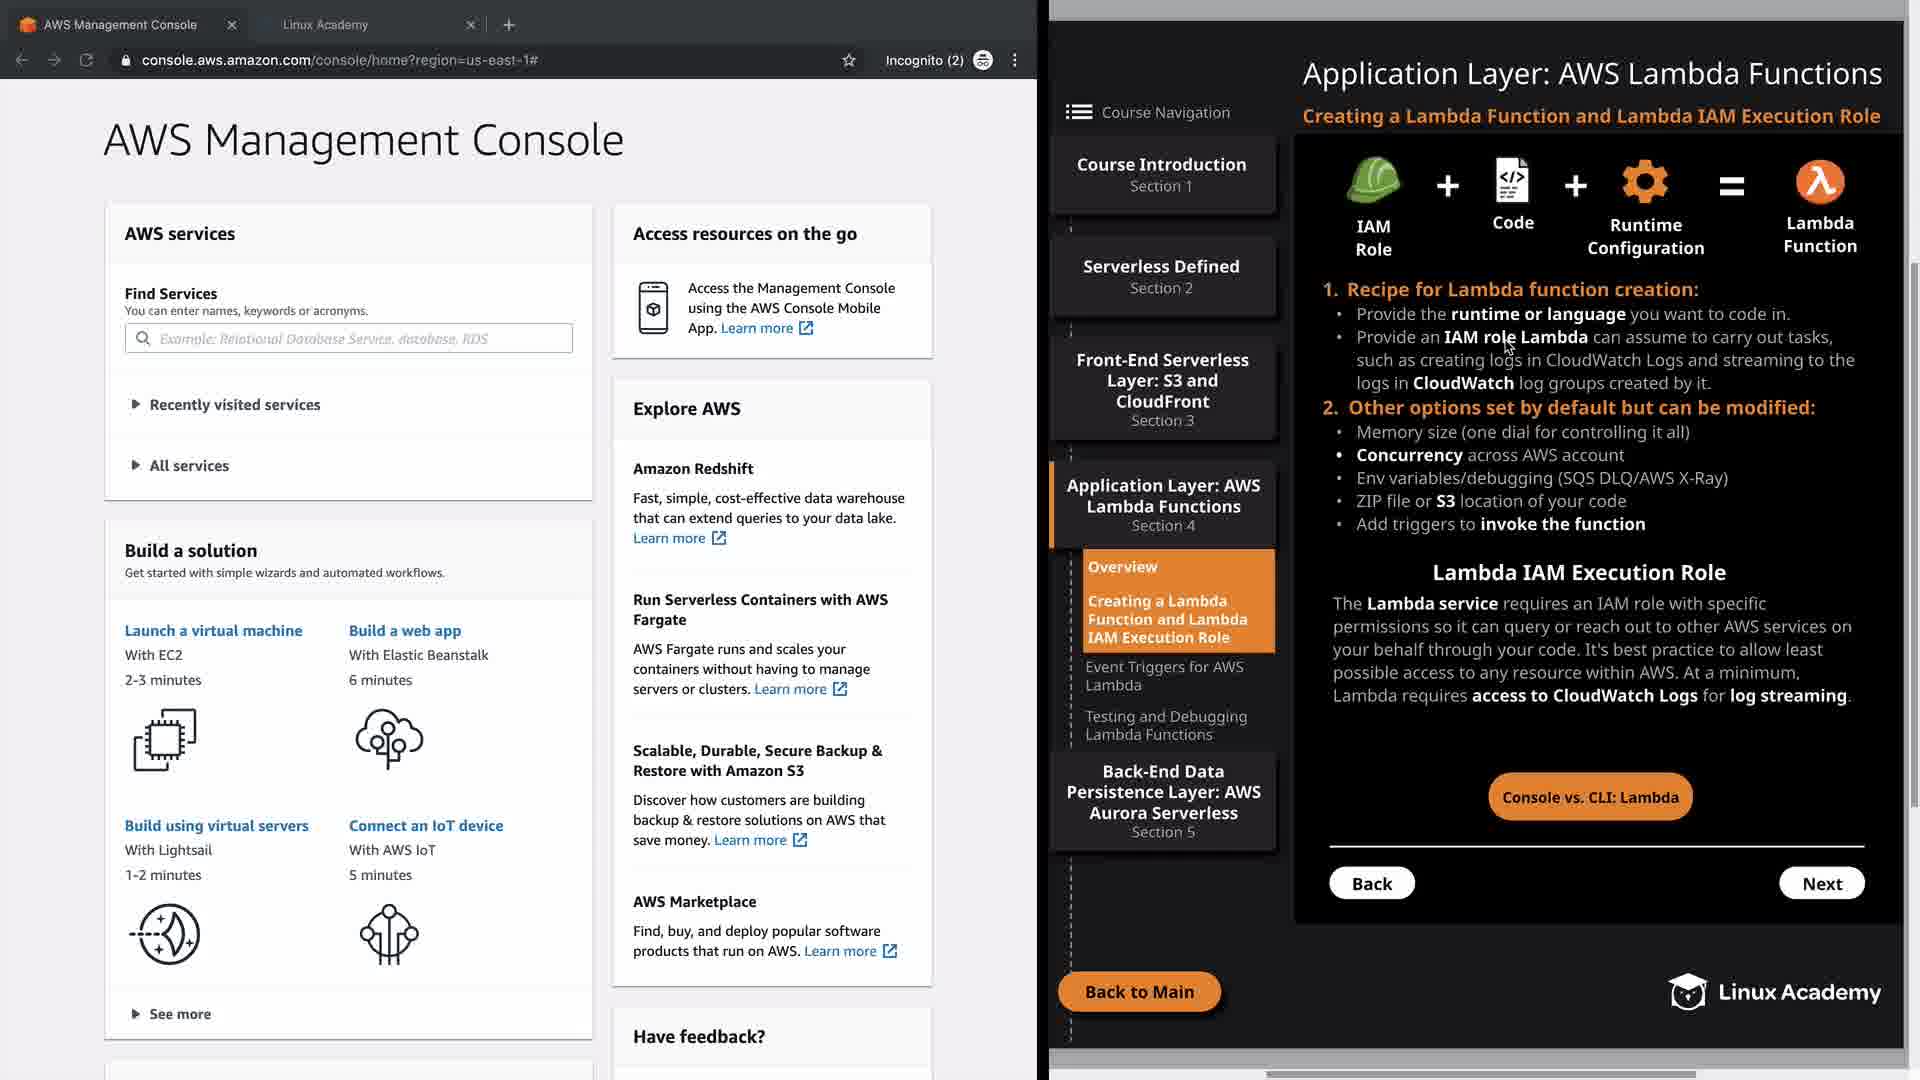 AWS Management Console
Linux Academy
console.aws.amazon.com/console/home?region=us-east-1#
Incognito (2)
AWS Management Console
AWS services
Find Services
You can enter names, keywords or acronyms.
Example: Relational Database Service, database, RDS
Recently visited services
All services
Build a solution
Get started with simple wizards and automated workflows.
Launch a virtual machine
With EC2
2-3 minutes
Build a web app
With Elastic Beanstalk
6 minutes
Build using virtual servers
With Lightsail
1-2 minutes
Connect an IoT device
With AWS IoT
5 minutes
See more
Access resources on the go
Access the Management Console
using the AWS Console Mobile
App. Learn more
Explore AWS
Amazon Redshift
Fast, simple, cost-effective data warehouse
that can extend queries to your data lake.
Learn more
Run Serverless Containers with AWS
Fargate
AWS Fargate runs and scales your
containers without having to manage
servers or clusters. Learn more
Scalable, Durable, Secure Backup &
Restore with Amazon S3
Discover how customers are building
backup & restore solutions on AWS that
save money. Learn more
AWS Marketplace
Find, buy, and deploy popular software
products that run on AWS. Learn more
Have feedback?
Course Navigation
Course Introduction
Section 1
Serverless Defined
Section 2
Front-End Serverless
Layer: S3 and
CloudFront
Section 3
Application Layer: AWS
Lambda Functions
Section 4
Overview
Creating a Lambda
Function and Lambda
IAM Execution Role
Event Triggers for AWS
Lambda
Testing and Debugging
Lambda Functions
Back-End Data
Persistence Layer: AWS
Aurora Serverless
Section 5
Back to Main
Application Layer: AWS Lambda Functions
Creating a Lambda Function and Lambda IAM Execution Role
IAM
Role
+
</>
Code
+
Runtime
Configuration
=
λ
Lambda
Function
1. Recipe for Lambda function creation:
• Provide the runtime or language you want to code in.
• Provide an IAM role Lambda can assume to carry out tasks,
such as creating logs in CloudWatch Logs and streaming to the
logs in CloudWatch log groups created by it.
2. Other options set by default but can be modified:
• Memory size (one dial for controlling it all)
• Concurrency across AWS account
• Env variables/debugging (SQS DLQ/AWS X-Ray)
• ZIP file or S3 location of your code
• Add triggers to invoke the function
Lambda IAM Execution Role
The Lambda service requires an IAM role with specific
permissions so it can query or reach out to other AWS services on
your behalf through your code. It's best practice to allow least
possible access to any resource within AWS. At a minimum,
Lambda requires access to CloudWatch Logs for log streaming.
Console vs. CLI: Lambda
Back
Next
Linux Academy